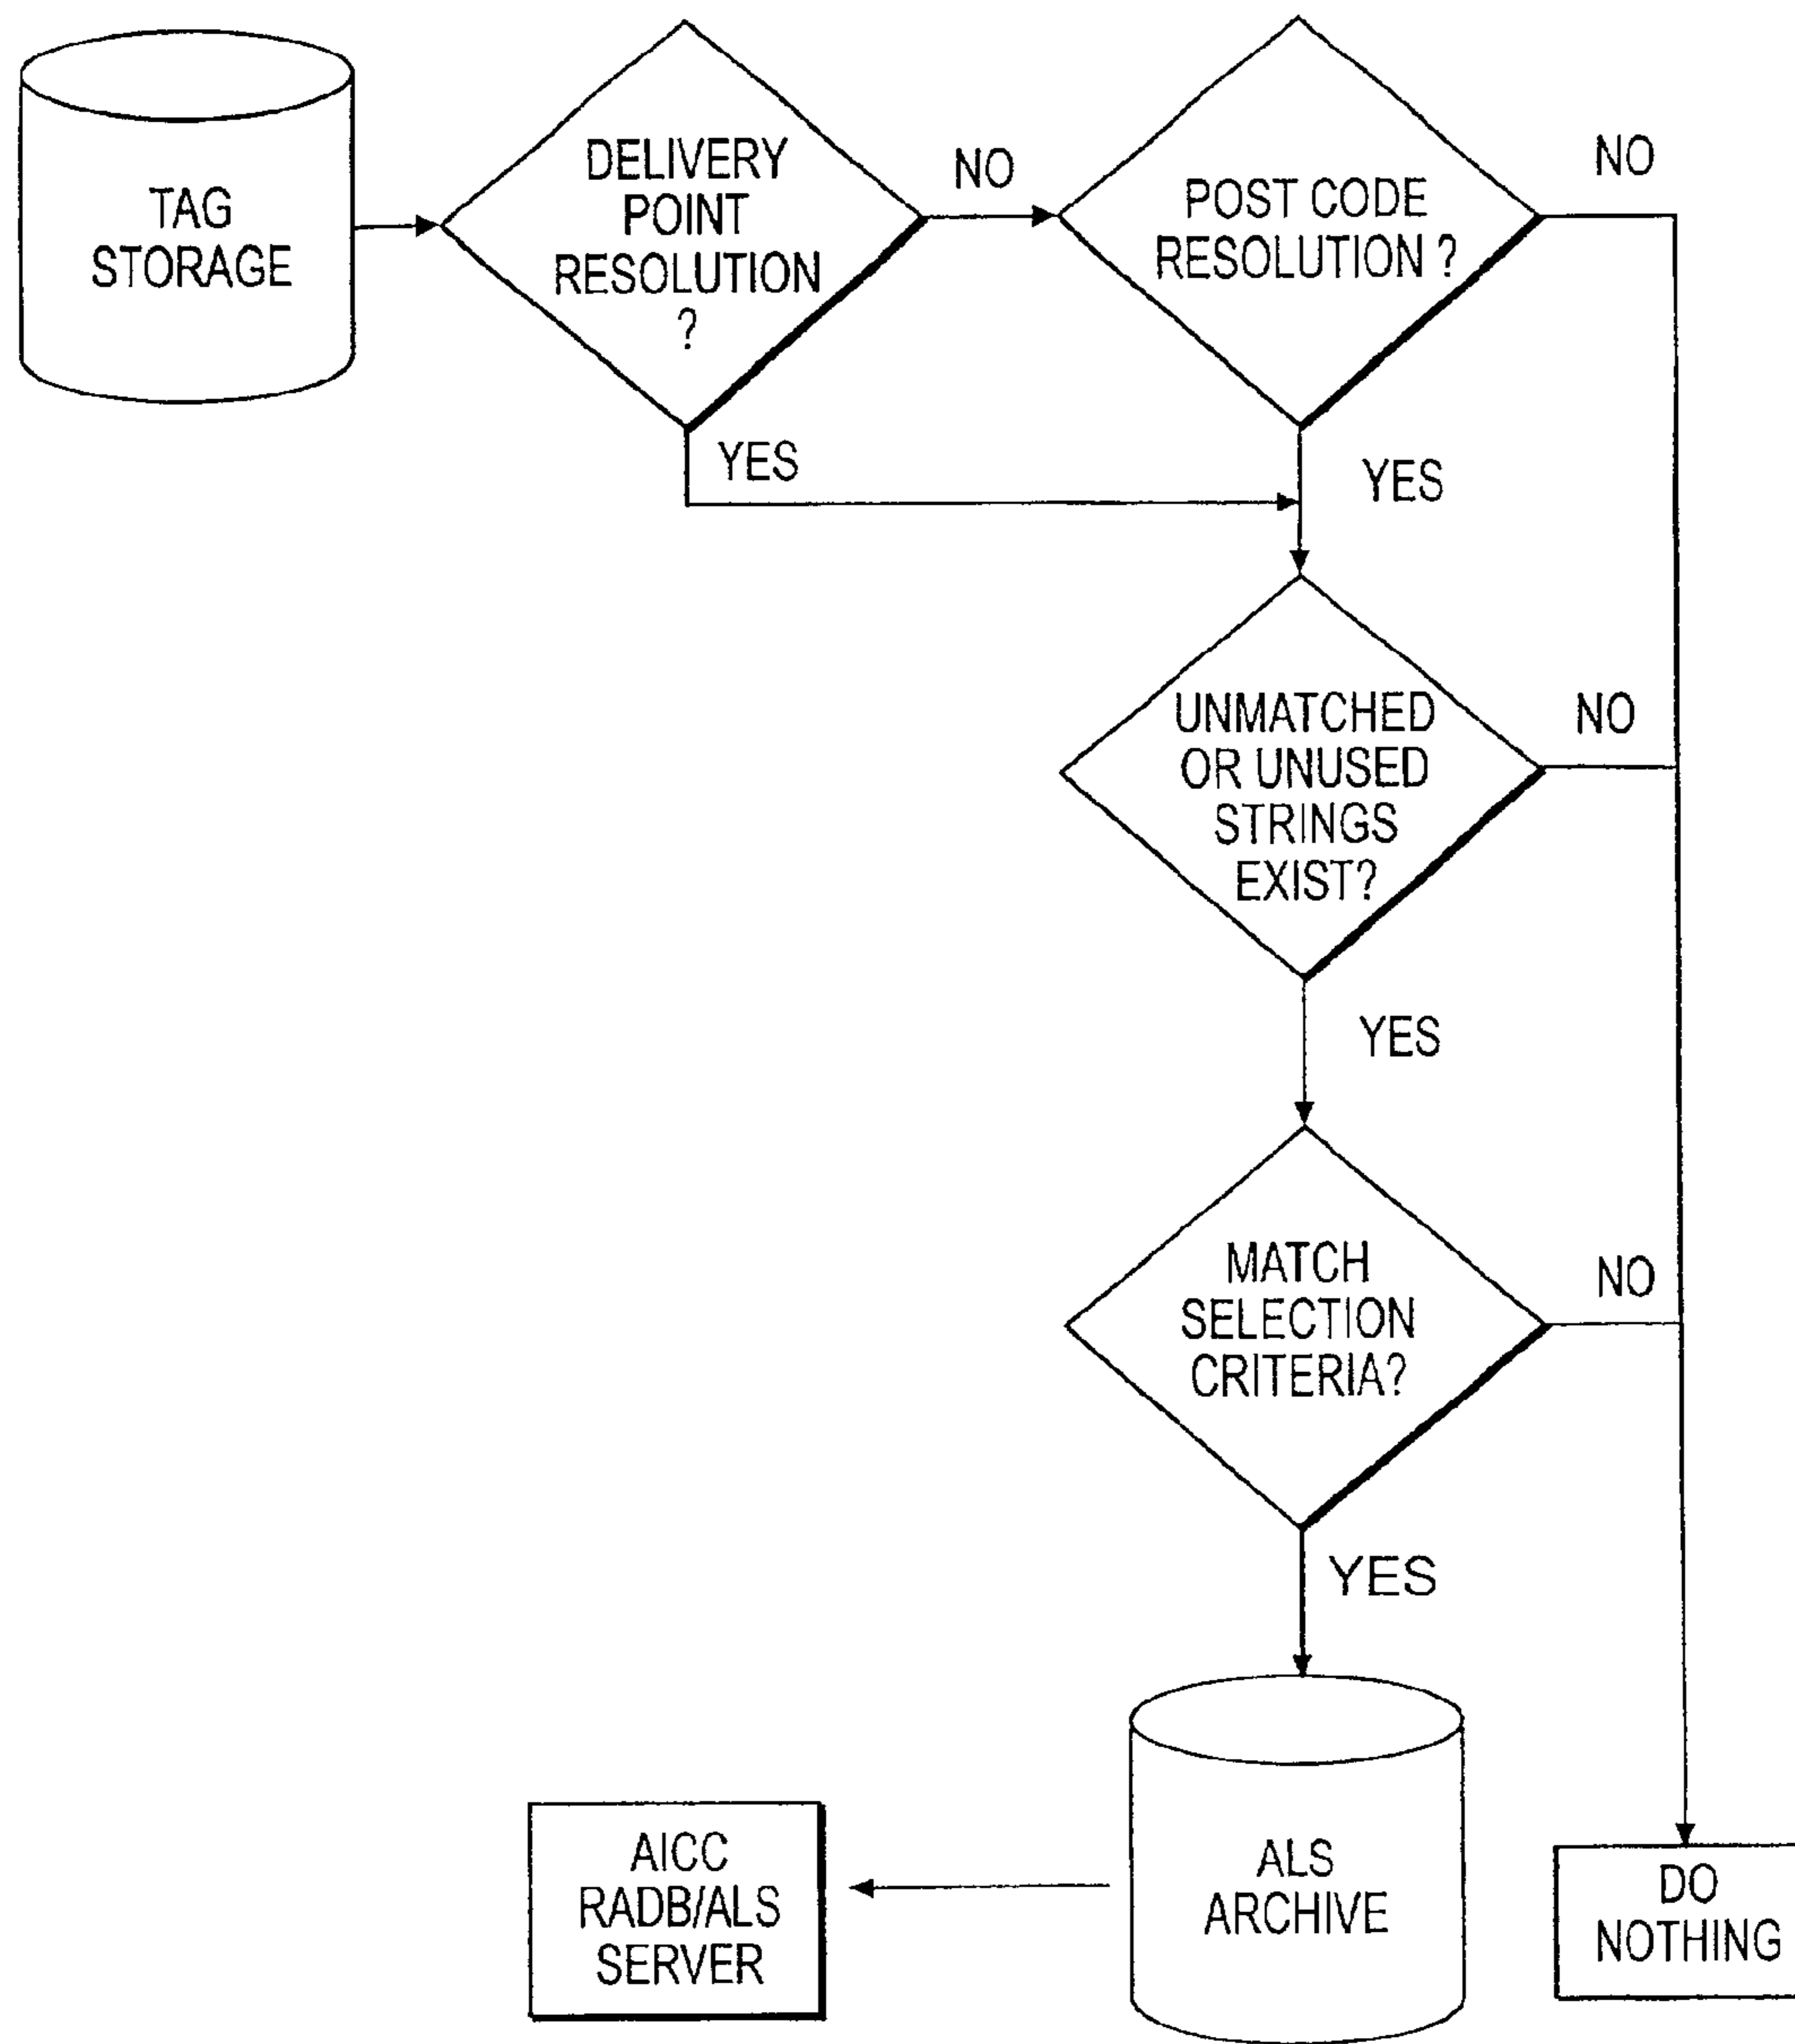 TAG
STORAGE
DELIVERY
POINT
RESOLUTION
?
NO
POST CODE
RESOLUTION ?
NO
YES
YES
UNMATCHED
OR UNUSED
STRINGS
EXIST?
NO
YES
MATCH
SELECTION
CRITERIA?
NO
YES
AICC
RADB/ALS
SERVER
ALS
ARCHIVE
DO
NOTHING